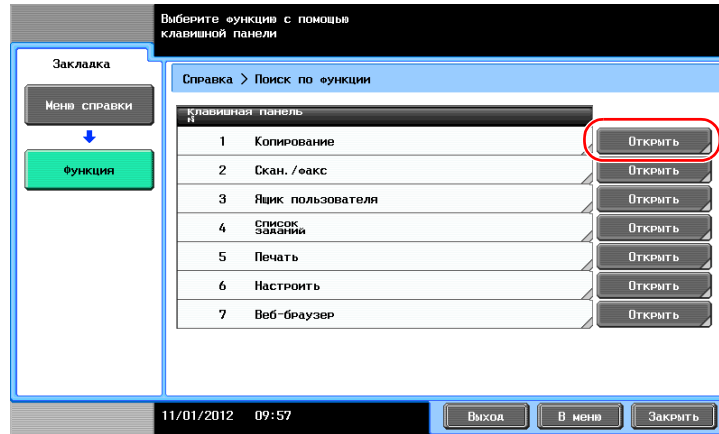 Выберите функцию с помощью
клавишной панели
Закладка
Справка > Поиск по функции
Меню справки
Клавишная панель
Функция
1 Копирование Открыть
2 Скан./факс Открыть
3 Ящик пользователя Открыть
4 Список заданий Открыть
5 Печать Открыть
6 Настроить Открыть
7 Веб-браузер Открыть
11/01/2012 09:57 Выход В меню Закрыть